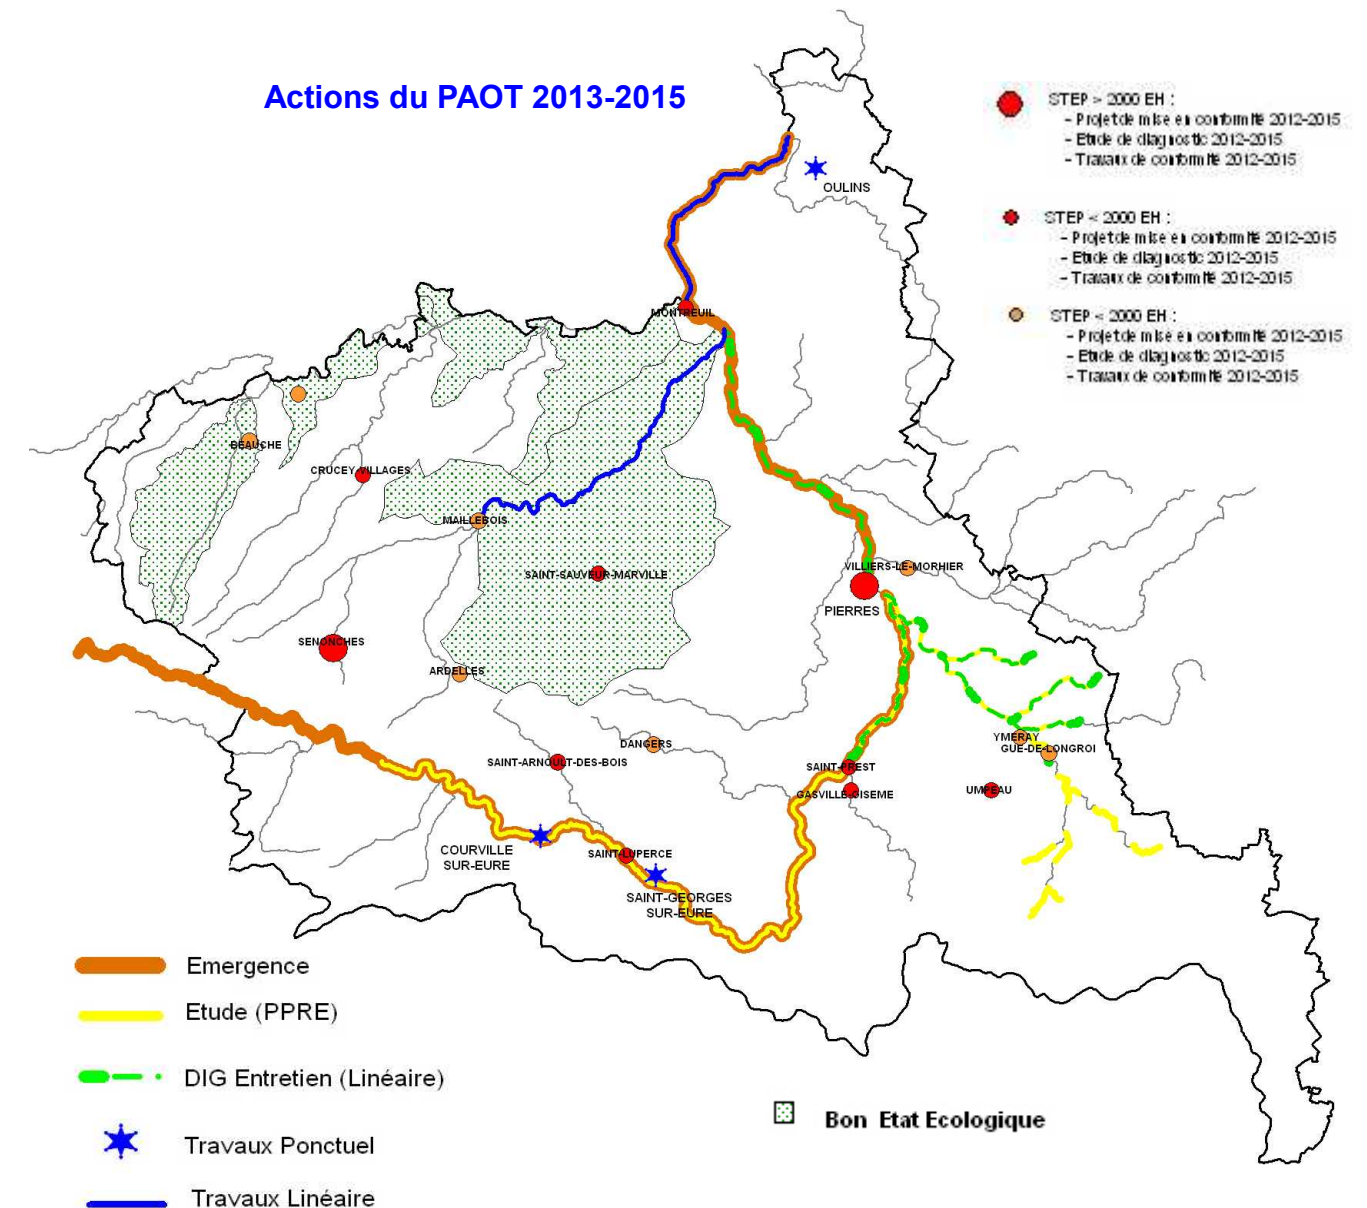 Actions du PAOT 2013-2015
STEP > 2000 EH :
- Projet de mise en conformité 2012-2015
- Etude de diagnostic 2012-2015
- Travaux de conformité 2012-2015
STEP < 2000 EH :
- Projet de mise en conformité 2012-2015
- Etude de diagnostic 2012-2015
- Travaux de conformité 2012-2015
STEP < 2000 EH :
- Projet de mise en conformité 2012-2015
- Etude de diagnostic 2012-2015
- Travaux de conformité 2012-2015
OULINS
MONTREUIL
BEAUCHE
CRUCEY VILLAGES
MAILLEBOIS
SAINT-SAUVEUR-MARVILLE
VILLIERS-LE-MORHIER
PIERRES
SENONCHES
ARDELLES
DANGERS
SAINT-ARNOULT-DES-BOIS
YMERAY
GUE-DE-LONGROI
SAINT-PREST
GASVILLE-OISEME
UMPEAU
COURVILLE
SUR-EURE
SAINT-LUPERCE
SAINT-GEORGES
SUR-EURE
Emergence
Etude (PPRE)
DIG Entretien (Linéaire)
Travaux Ponctuel
Travaux Linéaire
Bon Etat Ecologique